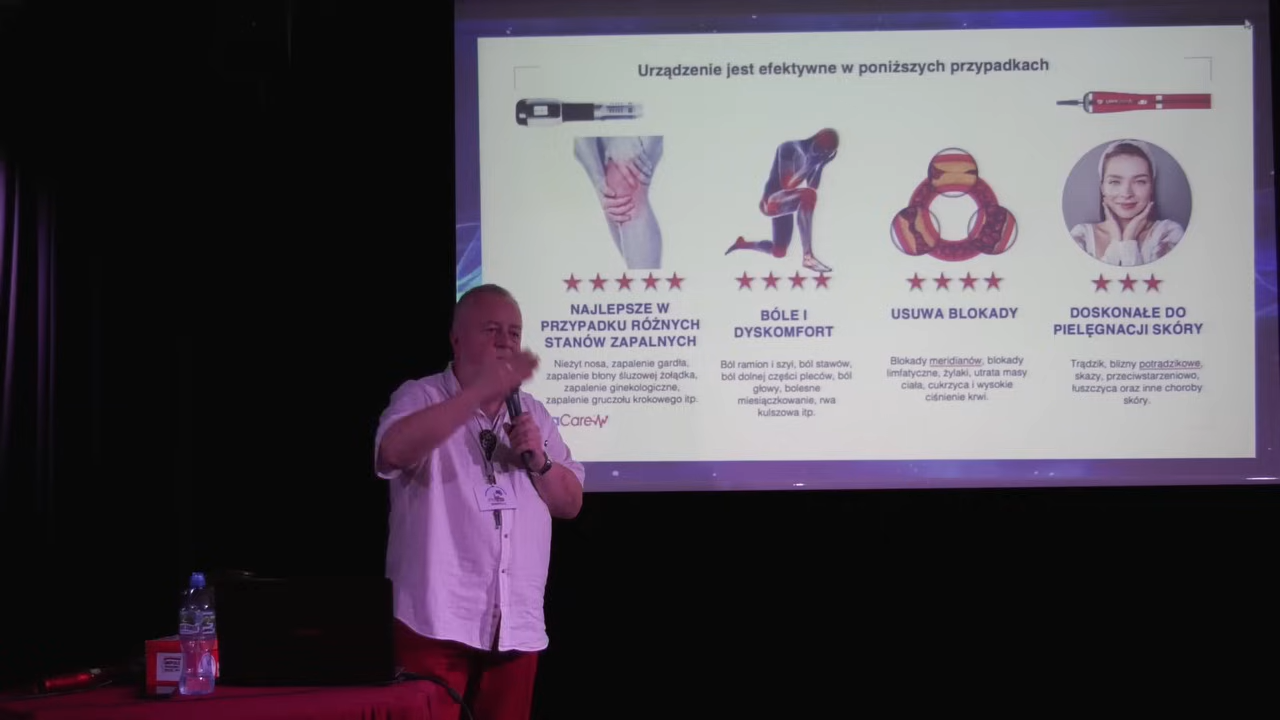 Urządzenie jest efektywne w poniższych przypadkach
NAJLEPSZE W
PRZYPADKU RÓŻNYCH
STANÓW ZAPALNYCH
Nieżyt nosa, zapalenie gardła,
zapalenie błony śluzowej żołądka,
zapalenie ginekologiczne,
zapalenie gruczołu krokowego itp.
BÓLE I
DYSKOMFORT
Ból ramion i szyi, ból stawów,
ból dolnej części pleców, ból
głowy, bolesne
miesiączkowanie, rwa
kulszowa itp.
USUWA BLOKADY
Blokady meridianów, blokady
limfatyczne, żylaki, utrata masy
ciała, cukrzyca i wysokie
ciśnienie krwi.
DOSKONAŁE DO
PIELĘGNACJI SKÓRY
Trądzik, blizny potrądzikowe,
skazy, przeciwstarzeniowo,
łuszczyca oraz inne choroby
skóry.
aCare